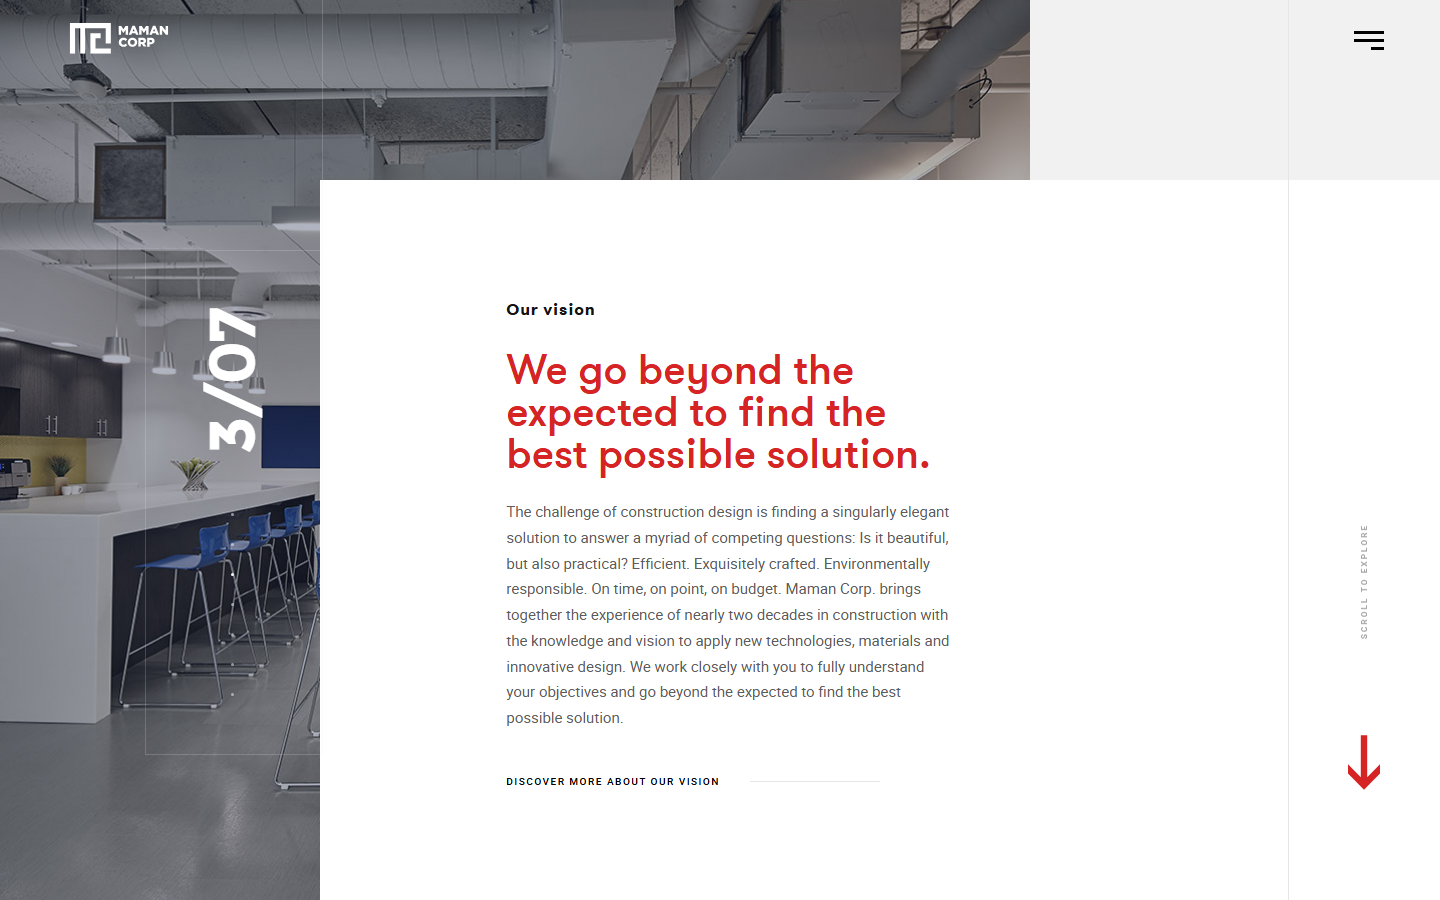 MAMAN
CORP
3/07
Our vision
We go beyond the
expected to find the
best possible solution.
The challenge of construction design is finding a singularly elegant
solution to answer a myriad of competing questions: Is it beautiful,
but also practical? Efficient. Exquisitely crafted. Environmentally
responsible. On time, on point, on budget. Maman Corp. brings
together the experience of nearly two decades in construction with
the knowledge and vision to apply new technologies, materials and
innovative design. We work closely with you to fully understand
your objectives and go beyond the expected to find the best
possible solution.
DISCOVER MORE ABOUT OUR VISION
SCROLL TO EXPLORE